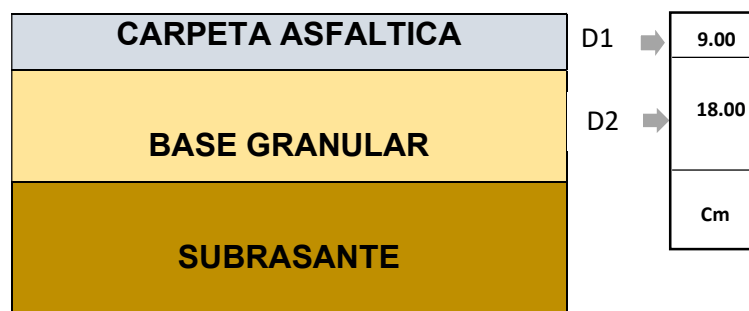 CARPETA ASFALTICA
D1
9.00
BASE GRANULAR
D2
18.00
SUBRASANTE
Cm